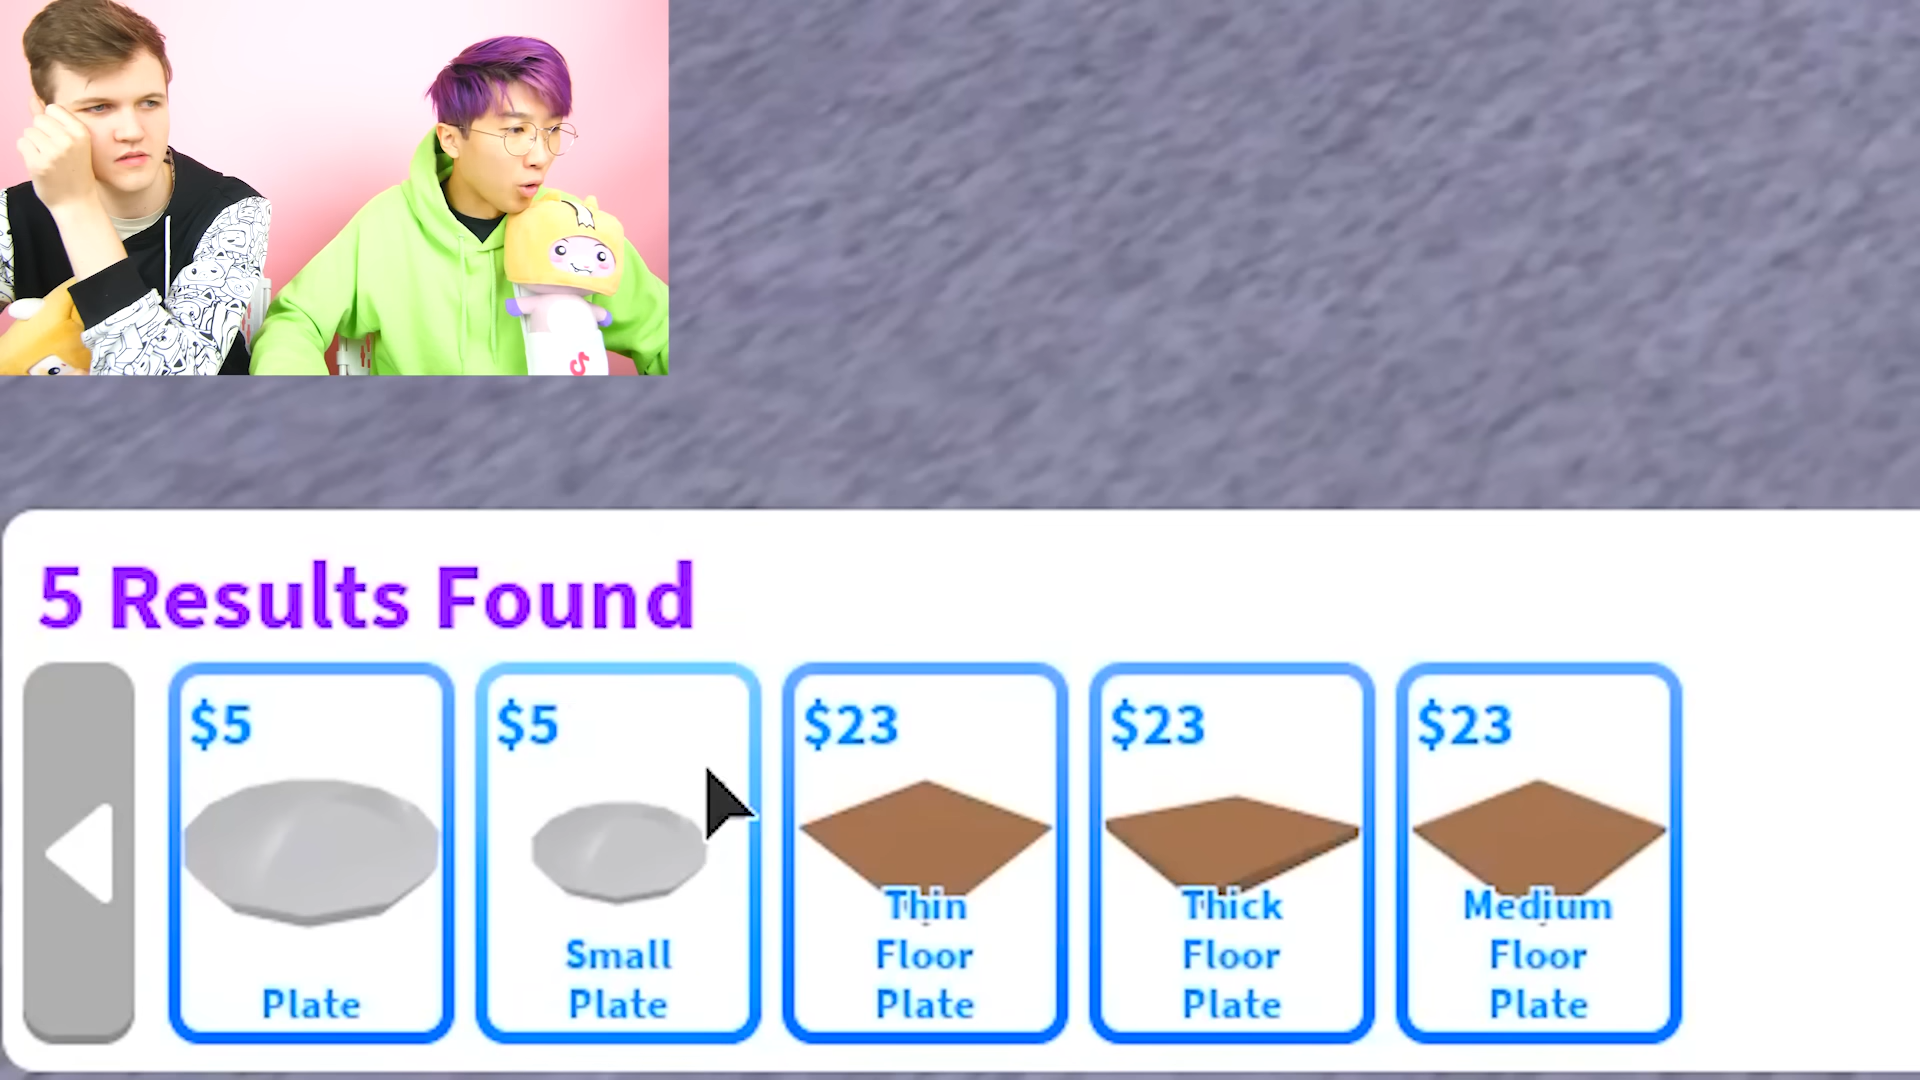 5 Results Found
$5
Plate
$5
Small
Plate
$23
Thin
Floor
Plate
$23
Thick
Floor
Plate
$23
Medium
Floor
Plate